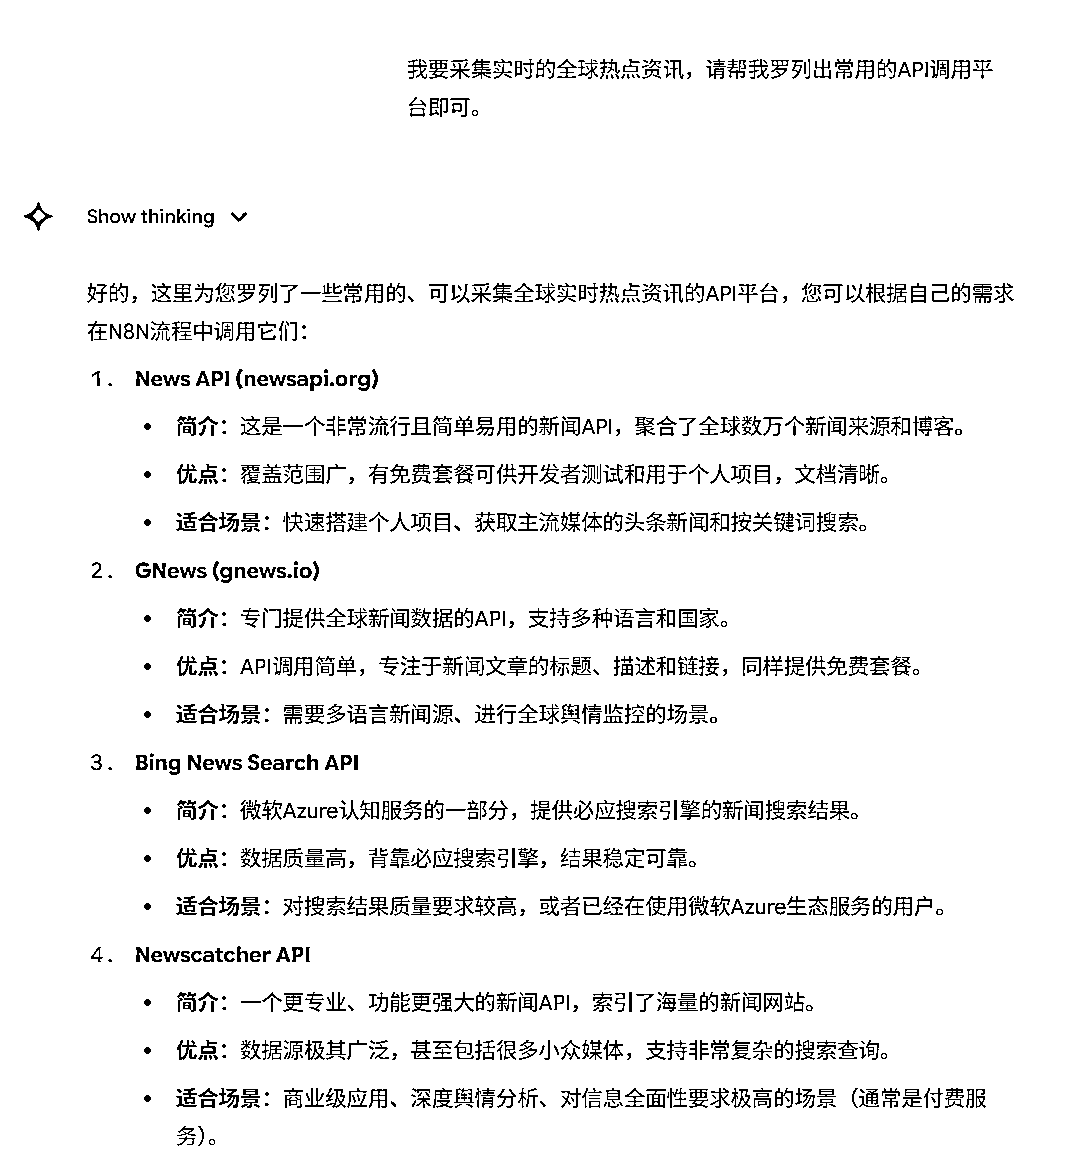 我要采集实时的全球热点资讯，请帮我罗列出常用的API调用平
台即可。
Show thinking
好的，这里为您罗列了一些常用的、可以采集全球实时热点资讯的API平台，您可以根据自己的需求
在N8N流程中调用它们：
1. News API (newsapi.org)
• 简介：这是一个非常流行且简单易用的新闻API，聚合了全球数万个新闻来源和博客。
• 优点：覆盖范围广，有免费套餐可供开发者测试和用于个人项目，文档清晰。
• 适合场景：快速搭建个人项目、获取主流媒体的头条新闻和按关键词搜索。
2. GNews (gnews.io)
• 简介：专门提供全球新闻数据的API，支持多种语言和国家。
• 优点：API调用简单，专注于新闻文章的标题、描述和链接，同样提供免费套餐。
• 适合场景：需要多语言新闻源、进行全球舆情监控的场景。
3. Bing News Search API
• 简介：微软Azure认知服务的一部分，提供必应搜索引擎的新闻搜索结果。
• 优点：数据质量高，背靠必应搜索引擎，结果稳定可靠。
• 适合场景：对搜索结果质量要求较高，或者已经在使用微软Azure生态服务的用户。
4. Newscatcher API
• 简介：一个更专业、功能更强大的新闻API，索引了海量的新闻网站。
• 优点：数据源极其广泛，甚至包括很多小众媒体，支持非常复杂的搜索查询。
• 适合场景：商业级应用、深度舆情分析、对信息全面性要求极高的场景（通常是付费服
务）。